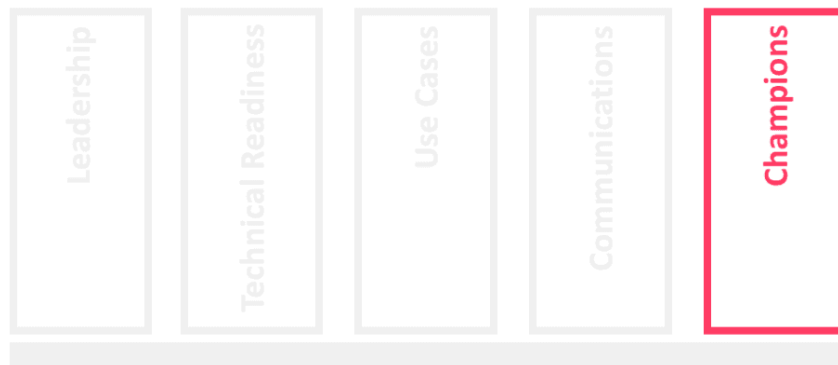 Leadership
Technical Readiness
Use Cases
Communications
Champions